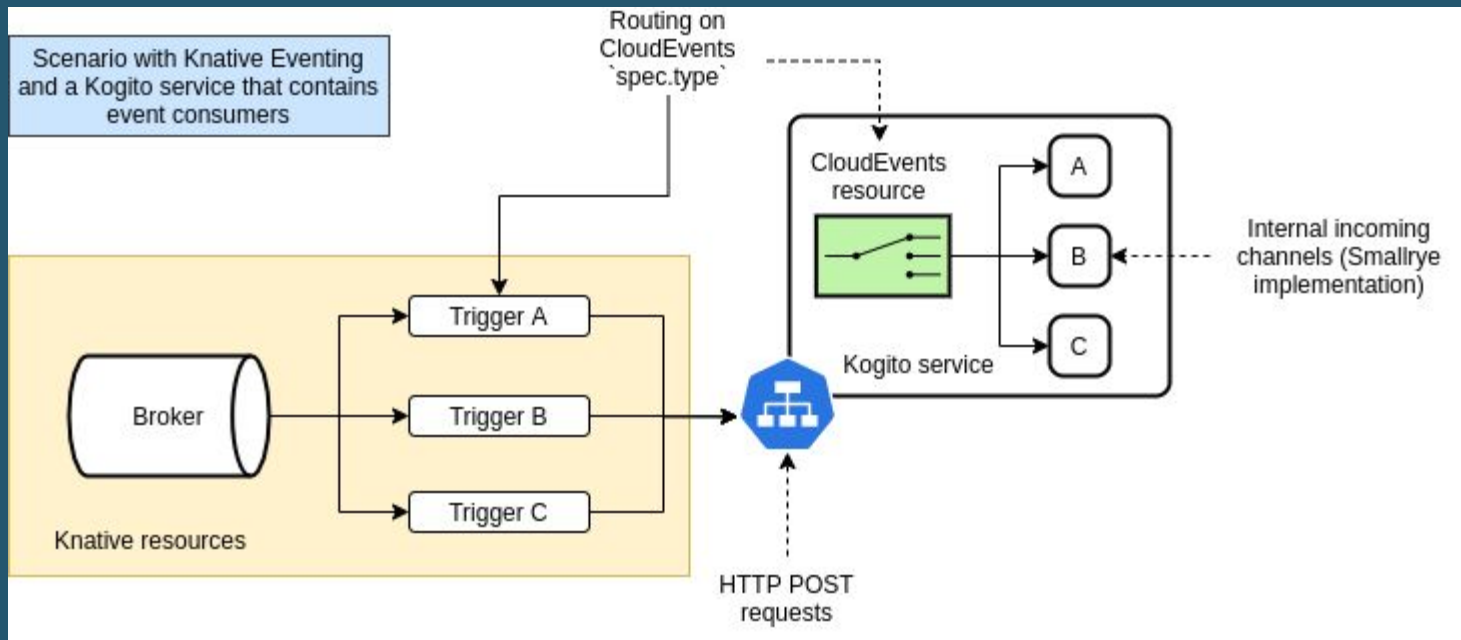 Scenario with Knative Eventing
and a Kogito service that contains
event consumers
Routing on
CloudEvents
`spec.type`
CloudEvents
resource
A
B
C
Internal incoming
channels (Smallrye
implementation)
Kogito service
Trigger A
Trigger B
Trigger C
Broker
Knative resources
HTTP POST
requests